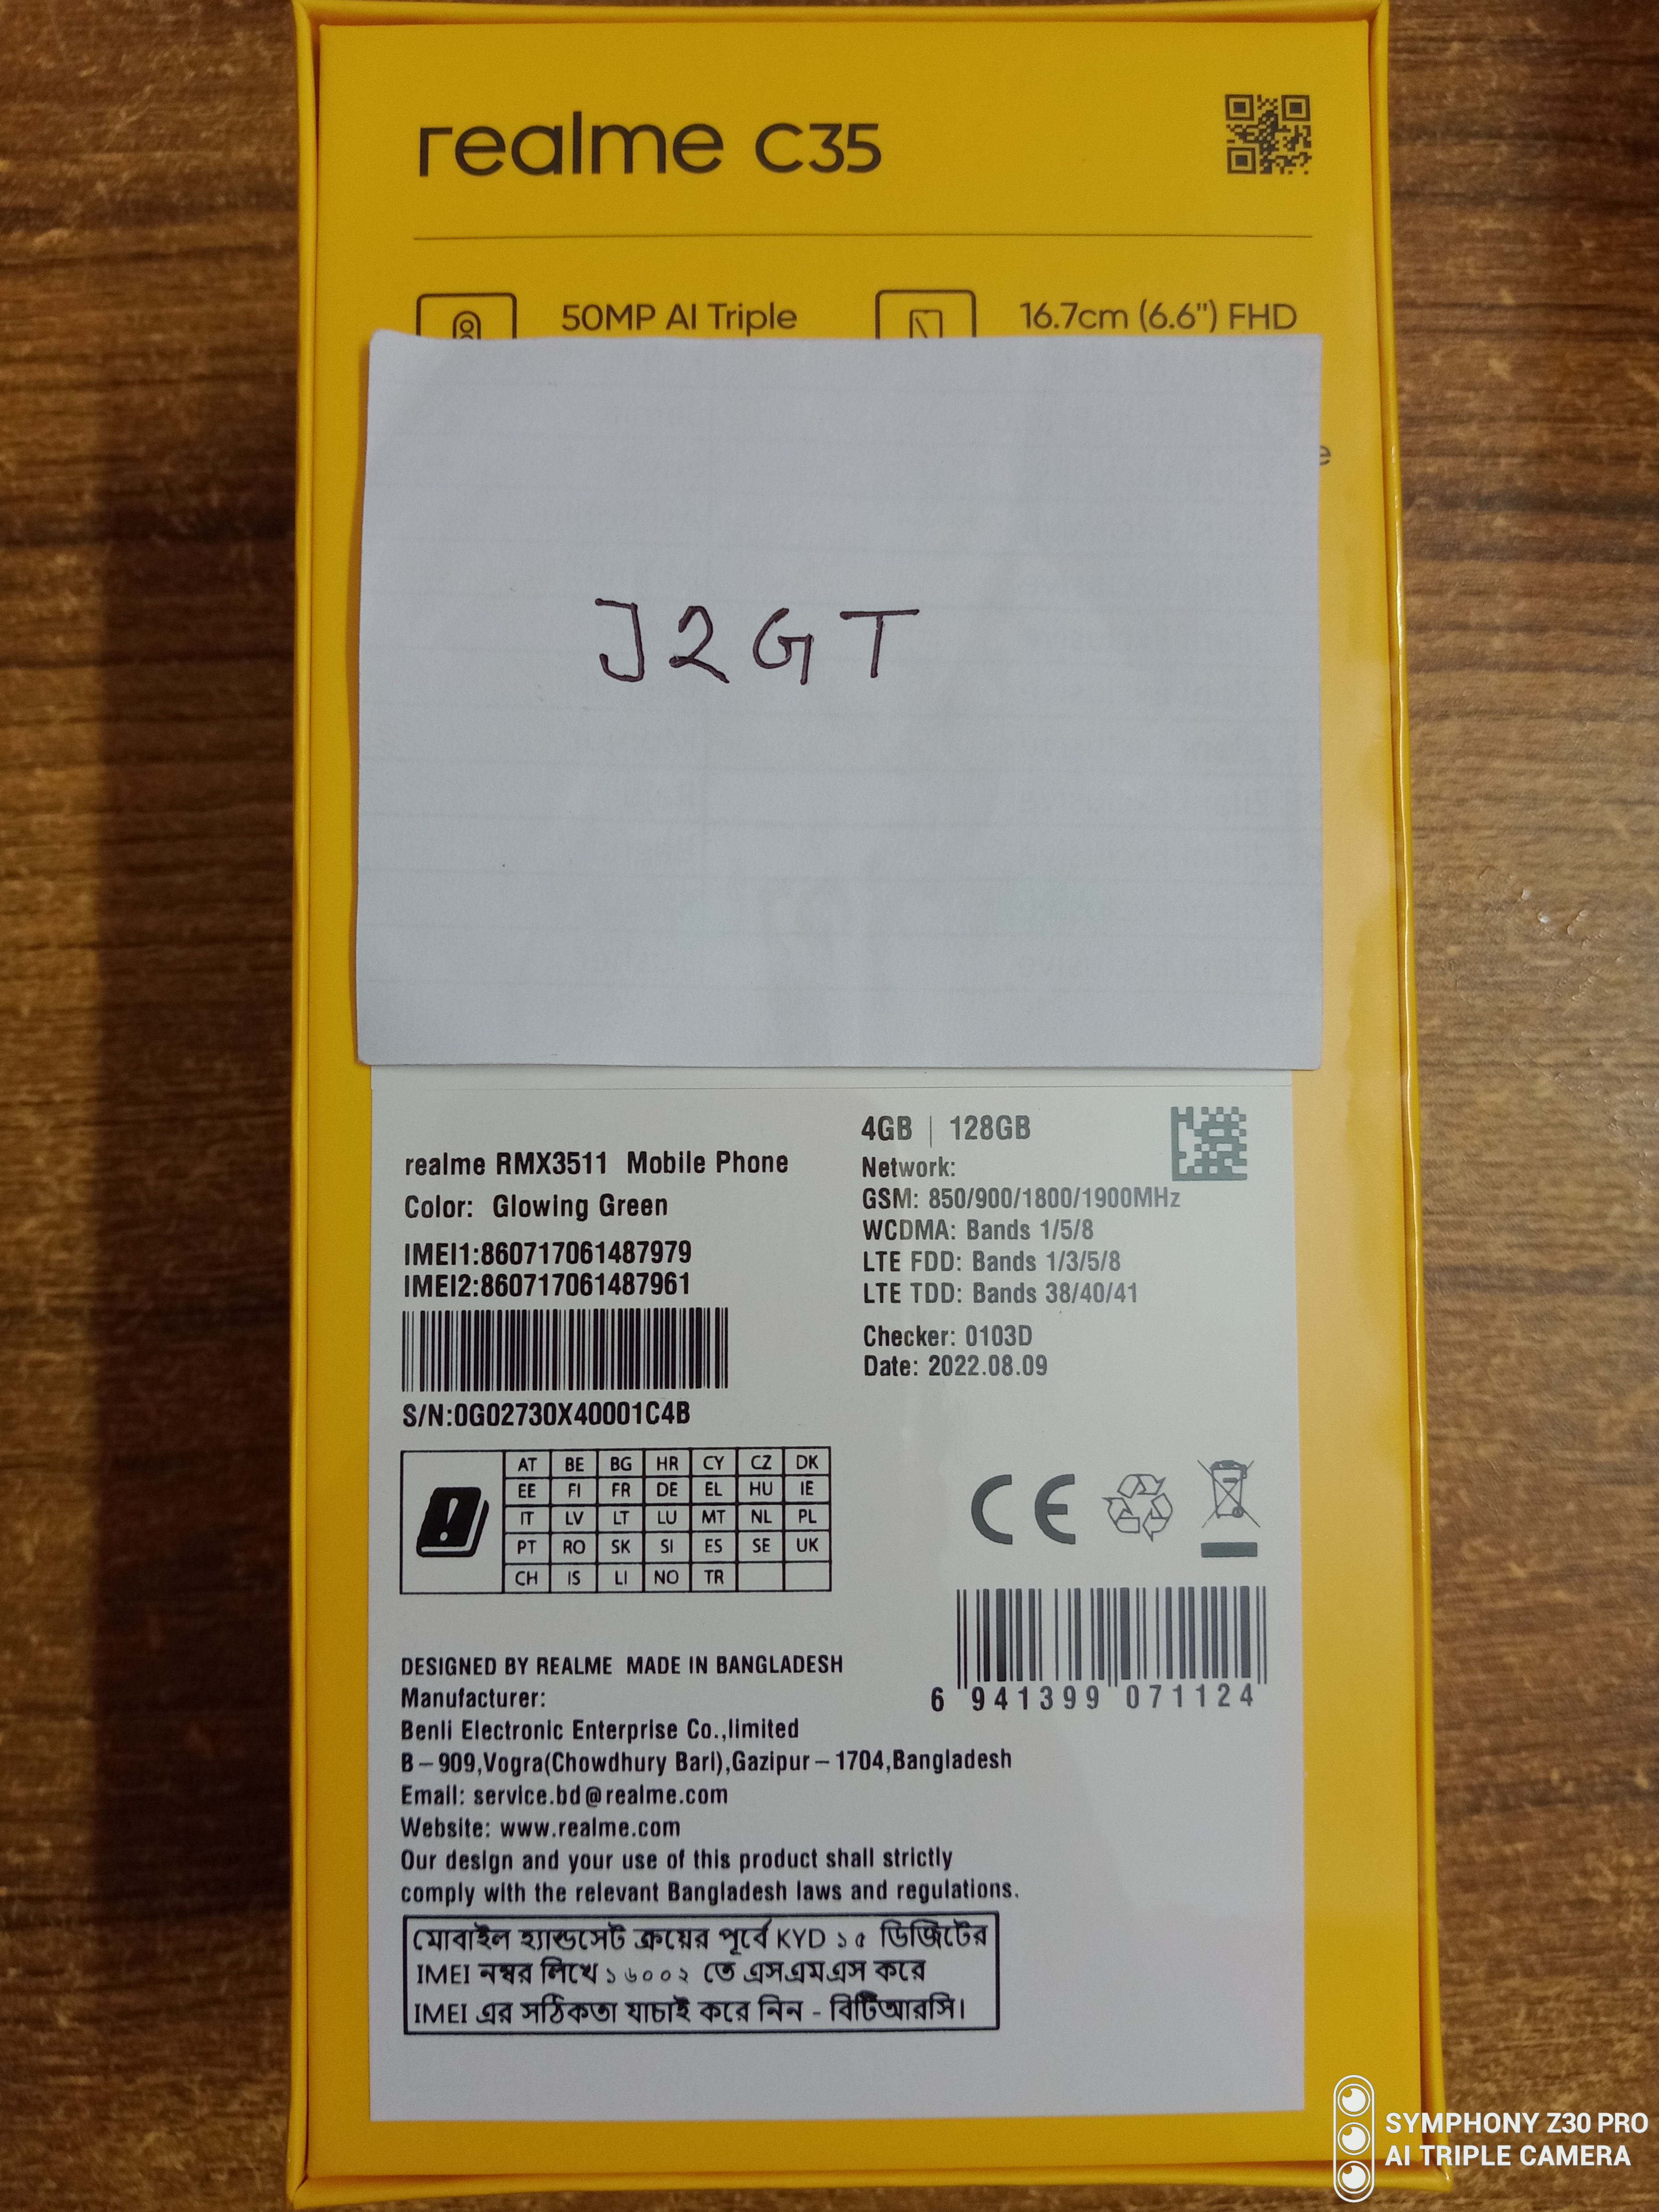 realme C35
50MP AI Triple
16.7cm (6.6") FHD
e
J2GT
realme RMX3511 Mobile Phone
Color: Glowing Green
IMEI1:860717061487979
IMEI2:860717061487961
S/N:0G02730X40001C4B
4GB | 128GB
Network:
GSM: 850/900/1800/1900MHz
WCDMA: Bands 1/5/8
LTE FDD: Bands 1/3/5/8
LTE TDD: Bands 38/40/41
Checker: 0103D
Date: 2022.08.09
AT BE BG HR CY CZ DK
EE FI FR DE EL HU IE
IT LV LT LU MT NL PL
PT RO SK SI ES SE UK
CH IS LI NO TR
CE
6 941399 071124
DESIGNED BY REALME MADE IN BANGLADESH
Manufacturer:
Benli Electronic Enterprise Co.,limited
B-909,Vogra(Chowdhury Bari),Gazipur-1704,Bangladesh
Email: service.bd@realme.com
Website: www.realme.com
Our design and your use of this product shall strictly
comply with the relevant Bangladesh laws and regulations.
মোবাইল হ্যান্ডসেট ক্রয়ের পূর্বে KYD ১৫ ডিজিটের
IMEI নম্বর লিখে ১৬০০২ তে এসএমএস করে
IMEI এর সঠিকতা যাচাই করে নিন - বিটিআরসি।
SYMPHONY Z30 PRO
AI TRIPLE CAMERA